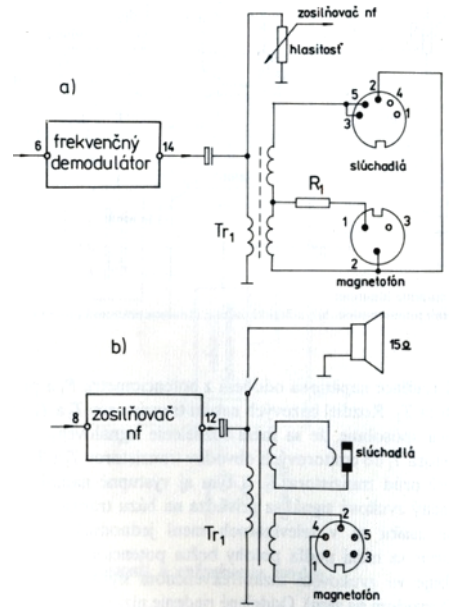 zosilňovač nf
hlasitosť
a)
6 frekvenčný demodulátor 14
5 2 4
3 1
slúchadlá
R1
Tr1
1 3
2
magnetofón
b)
15Ω
8 zosilňovač nf 12
slúchadlá
Tr1
4 2 5
1 3
magnetofón